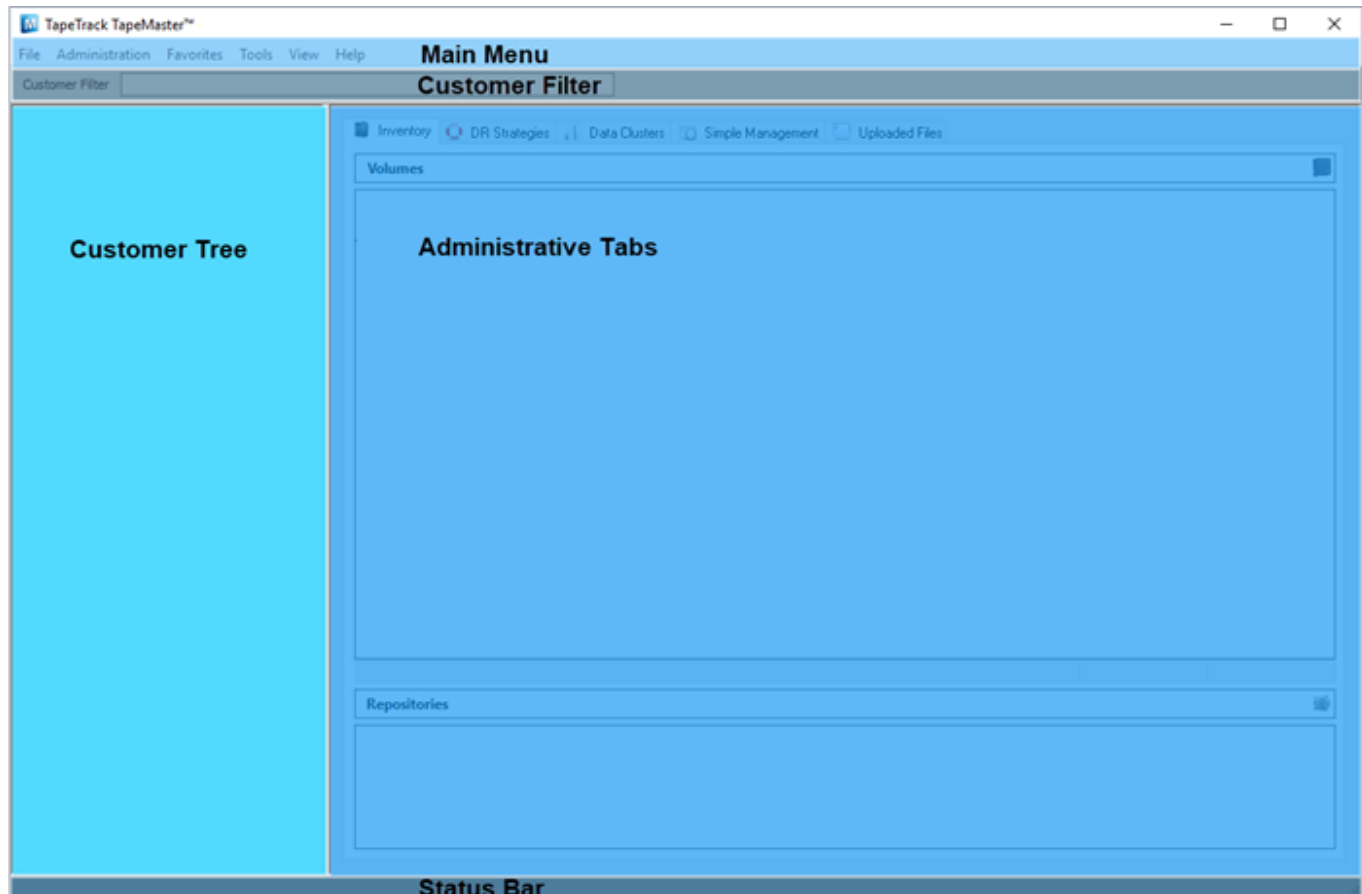 TapeTrack TapeMaster™
File Administration Favorites Tools View Help Main Menu
Customer Filter Customer Filter
Inventory DR Strategies Data Clusters Simple Management Uploaded Files
Volumes
Customer Tree Administrative Tabs
Repositories
Status Bar